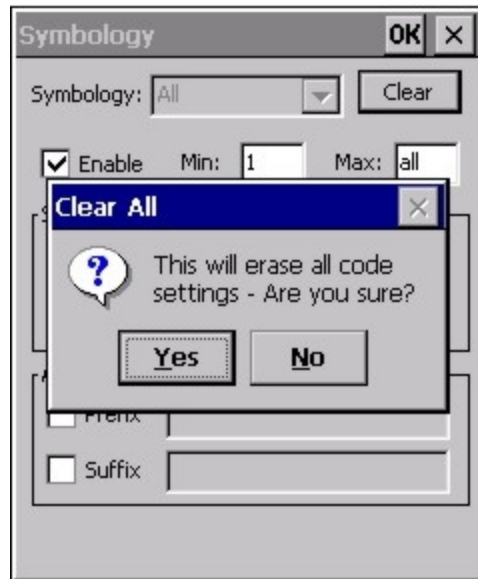 Symbology OK ×
Symbology: All Clear
Enable Min: 1 Max: all
Clear All ×
?
This will erase all code
settings - Are you sure?
Yes No
Suffix